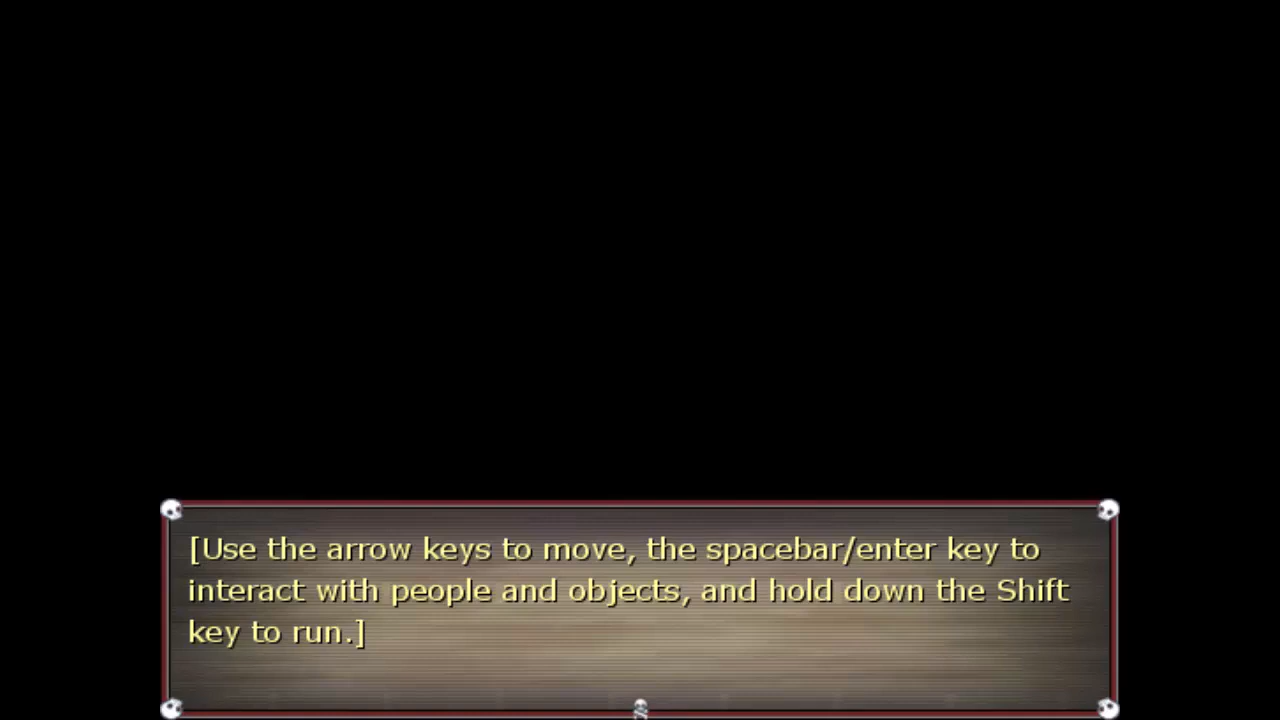 [Use the arrow keys to move, the spacebar/enter key to
interact with people and objects, and hold down the Shift
key to run.]